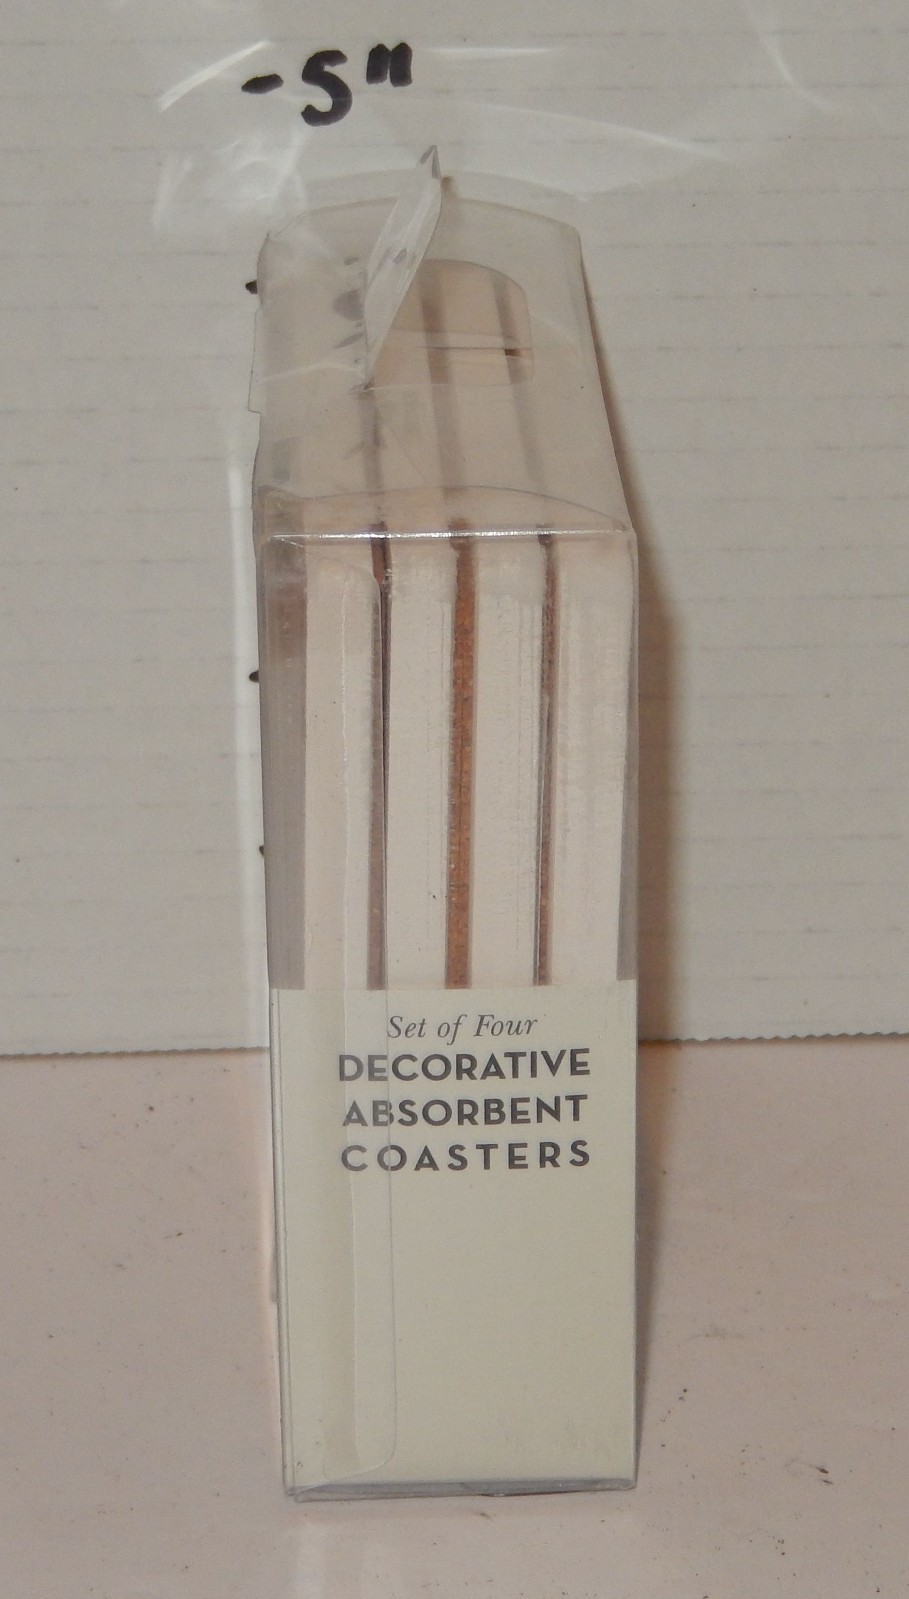 -5"
Set of Four
DECORATIVE
ABSORBENT
COASTERS